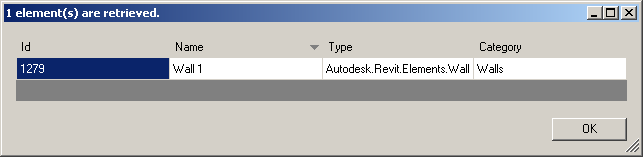 1 element(s) are retrieved.
Id Name Type Category
1279 Wall 1 Autodesk.Revit.Elements.Wall Walls
OK